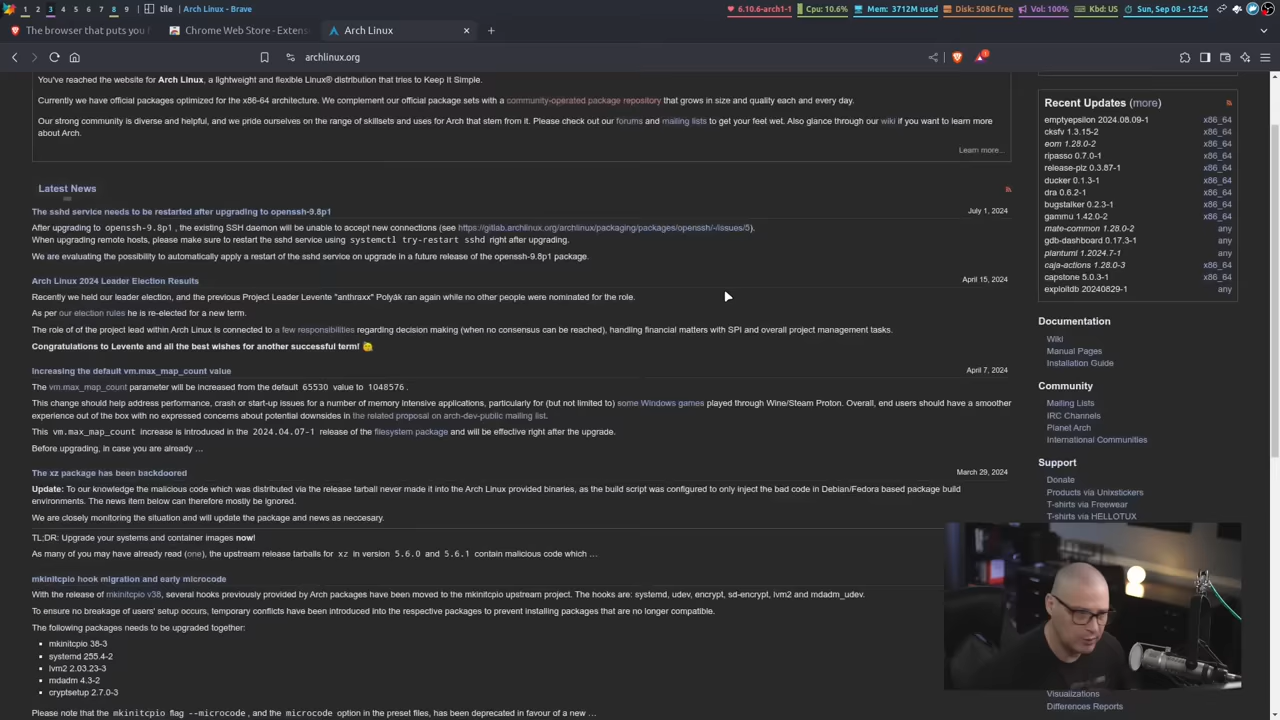 1 2 3 4 5 6 7 8 9 tile Arch Linux - Brave 6.10.6-arch1-1 Cpu: 10.6% Mem: 3712M used Disk: 508G free Vol: 100% Kbd: US Sun, Sep 08 - 12:54
The browser that puts you f Chrome Web Store - Extens Arch Linux
archlinux.org
You've reached the website for Arch Linux, a lightweight and flexible Linux® distribution that tries to Keep It Simple.
Currently we have official packages optimized for the x86-64 architecture. We complement our official package sets with a community-operated package repository that grows in size and quality each and every day.
Our strong community is diverse and helpful, and we pride ourselves on the range of skillsets and uses for Arch that stem from it. Please check out our forums and mailing lists to get your feet wet. Also glance through our wiki if you want to learn more
about Arch.
Learn more...
Latest News
The sshd service needs to be restarted after upgrading to openssh-9.8p1 July 1, 2024
After upgrading to openssh-9.8p1, the existing SSH daemon will be unable to accept new connections (see https://gitlab.archlinux.org/archlinux/packaging/packages/openssh/-/issues/5).
When upgrading remote hosts, please make sure to restart the sshd service using systemctl try-restart sshd right after upgrading.
We are evaluating the possibility to automatically apply a restart of the sshd service on upgrade in a future release of the openssh-9.8p1 package.
Arch Linux 2024 Leader Election Results April 15, 2024
Recently we held our leader election, and the previous Project Leader Levente "anthraxx" Polyák ran again while no other people were nominated for the role.
As per our election rules he is re-elected for a new term.
The role of of the project lead within Arch Linux is connected to a few responsibilities regarding decision making (when no consensus can be reached), handling financial matters with SPI and overall project management tasks.
Congratulations to Levente and all the best wishes for another successful term! 🥳
Increasing the default vm.max_map_count value April 7, 2024
The vm.max_map_count parameter will be increased from the default 65530 value to 1048576.
This change should help address performance, crash or start-up issues for a number of memory intensive applications, particularly for (but not limited to) some Windows games played through Wine/Steam Proton. Overall, end users should have a smoother
experience out of the box with no expressed concerns about potential downsides in the related proposal on arch-dev-public mailing list.
This vm.max_map_count increase is introduced in the 2024.04.07-1 release of the filesystem package and will be effective right after the upgrade.
Before upgrading, in case you are already ...
The xz package has been backdoored March 29, 2024
Update: To our knowledge the malicious code which was distributed via the release tarball never made it into the Arch Linux provided binaries, as the build script was configured to only inject the bad code in Debian/Fedora based package build
environments. The news item below can therefore mostly be ignored.
We are closely monitoring the situation and will update the package and news as neccesary.
TL;DR: Upgrade your systems and container images now!
As many of you may have already read (one), the upstream release tarballs for xz in version 5.6.0 and 5.6.1 contain malicious code which ...
mkinitcpio hook migration and early microcode
With the release of mkinitcpio v38, several hooks previously provided by Arch packages have been moved to the mkinitcpio upstream project. The hooks are: systemd, udev, encrypt, sd-encrypt, lvm2 and mdadm_udev.
To ensure no breakage of users' setup occurs, temporary conflicts have been introduced into the respective packages to prevent installing packages that are no longer compatible.
The following packages needs to be upgraded together:
• mkinitcpio 38-3
• systemd 255.4-2
• lvm2 2.03.23-3
• mdadm 4.3-2
• cryptsetup 2.7.0-3
Please note that the mkinitcpio flag --microcode, and the microcode option in the preset files, has been deprecated in favour of a new ...
Recent Updates (more)
emptyepsilon 2024.08.09-1 x86_64
cksfv 1.3.15-2 x86_64
eom 1.28.0-2 x86_64
ripasso 0.7.0-1 x86_64
release-plz 0.3.87-1 x86_64
ducker 0.1.3-1 x86_64
dra 0.6.2-1 x86_64
bugstalker 0.2.3-1 x86_64
gammu 1.42.0-2 x86_64
mate-common 1.28.0-2 any
gdb-dashboard 0.17.3-1 any
plantuml 1.2024.7-1 any
caja-actions 1.28.0-3 x86_64
capstone 5.0.3-1 x86_64
exploitdb 20240829-1 any
Documentation
Wiki
Manual Pages
Installation Guide
Community
Mailing Lists
IRC Channels
Planet Arch
International Communities
Support
Donate
Products via Unixstickers
T-shirts via Freewear
T-shirts via HELLOTUX
Visualizations
Differences Reports